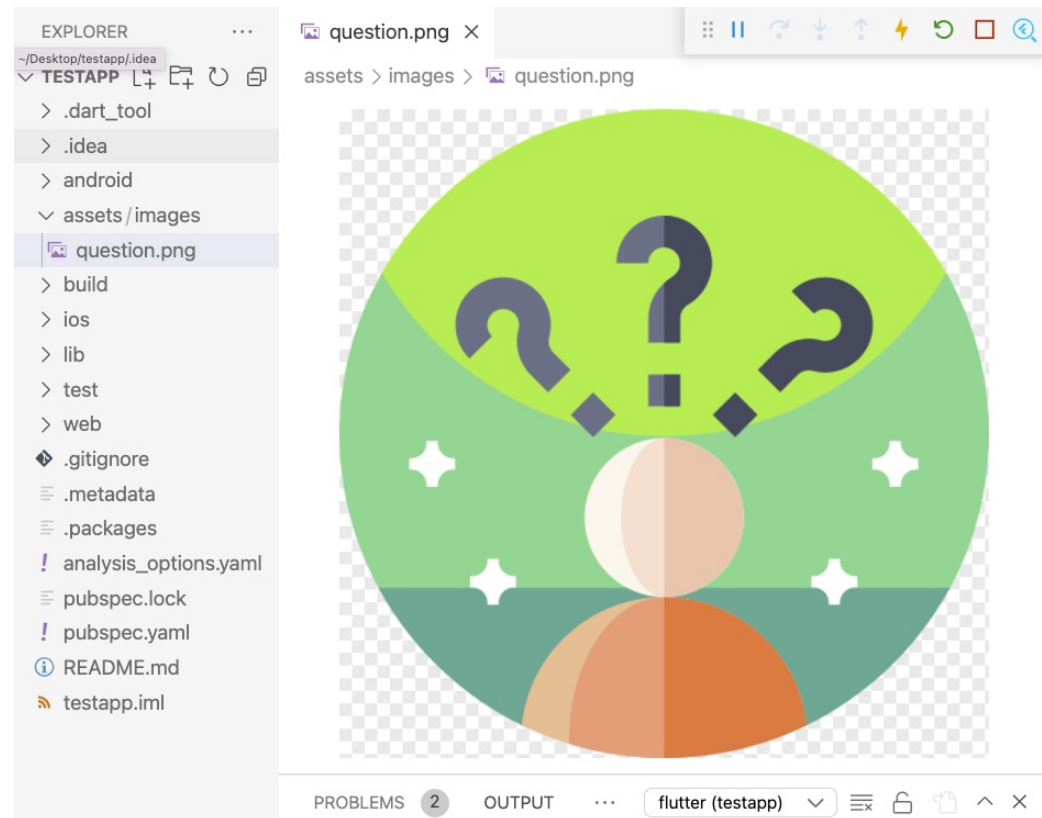 EXPLORER ...
question.png
~/Desktop/testapp/.idea
TESTAPP
assets > images > question.png
.dart_tool
.idea
android
assets/images
question.png
build
ios
lib
test
web
.gitignore
.metadata
.packages
analysis_options.yaml
pubspec.lock
pubspec.yaml
README.md
testapp.iml
? ? ?
PROBLEMS 2 OUTPUT ... flutter (testapp)